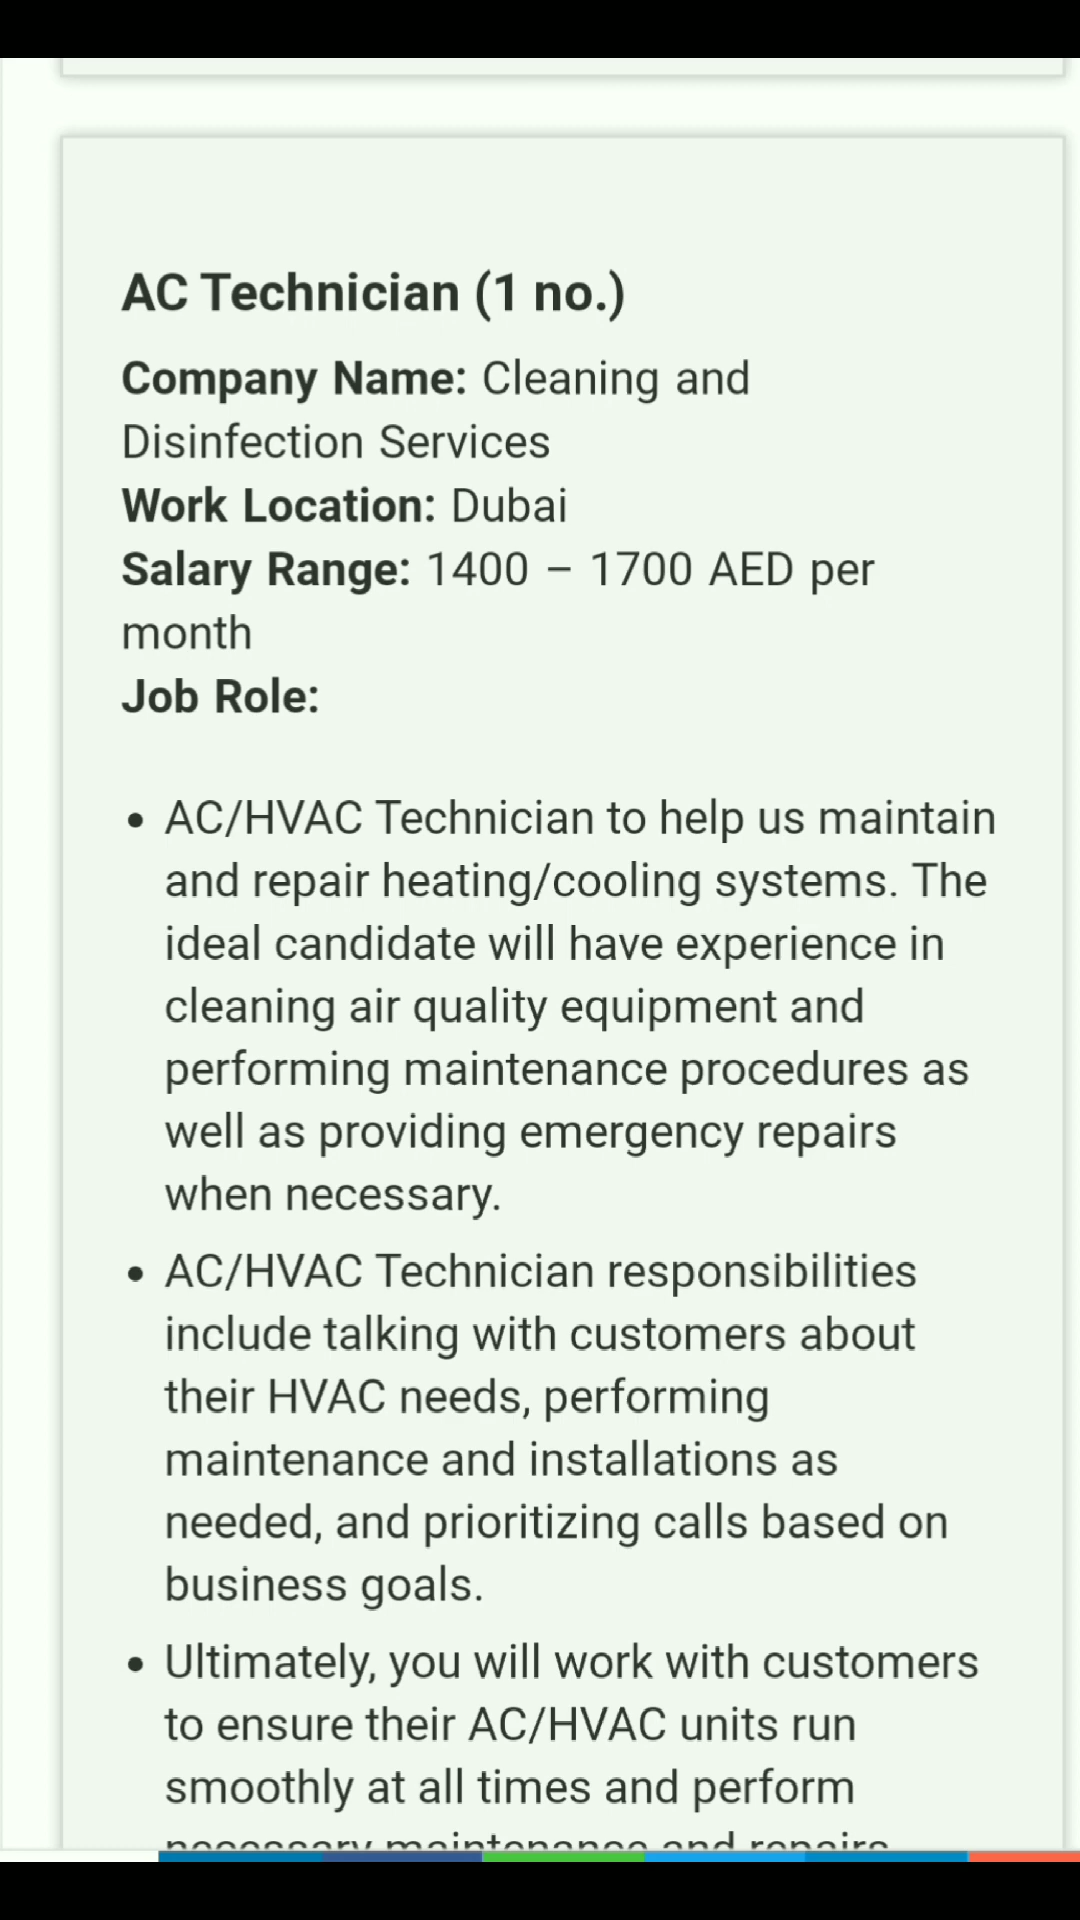 AC Technician (1 no.)
Company Name: Cleaning and
Disinfection Services
Work Location: Dubai
Salary Range: 1400 – 1700 AED per
month
Job Role:
• AC/HVAC Technician to help us maintain
and repair heating/cooling systems. The
ideal candidate will have experience in
cleaning air quality equipment and
performing maintenance procedures as
well as providing emergency repairs
when necessary.
• AC/HVAC Technician responsibilities
include talking with customers about
their HVAC needs, performing
maintenance and installations as
needed, and prioritizing calls based on
business goals.
• Ultimately, you will work with customers
to ensure their AC/HVAC units run
smoothly at all times and perform
necessary maintenance and repairs